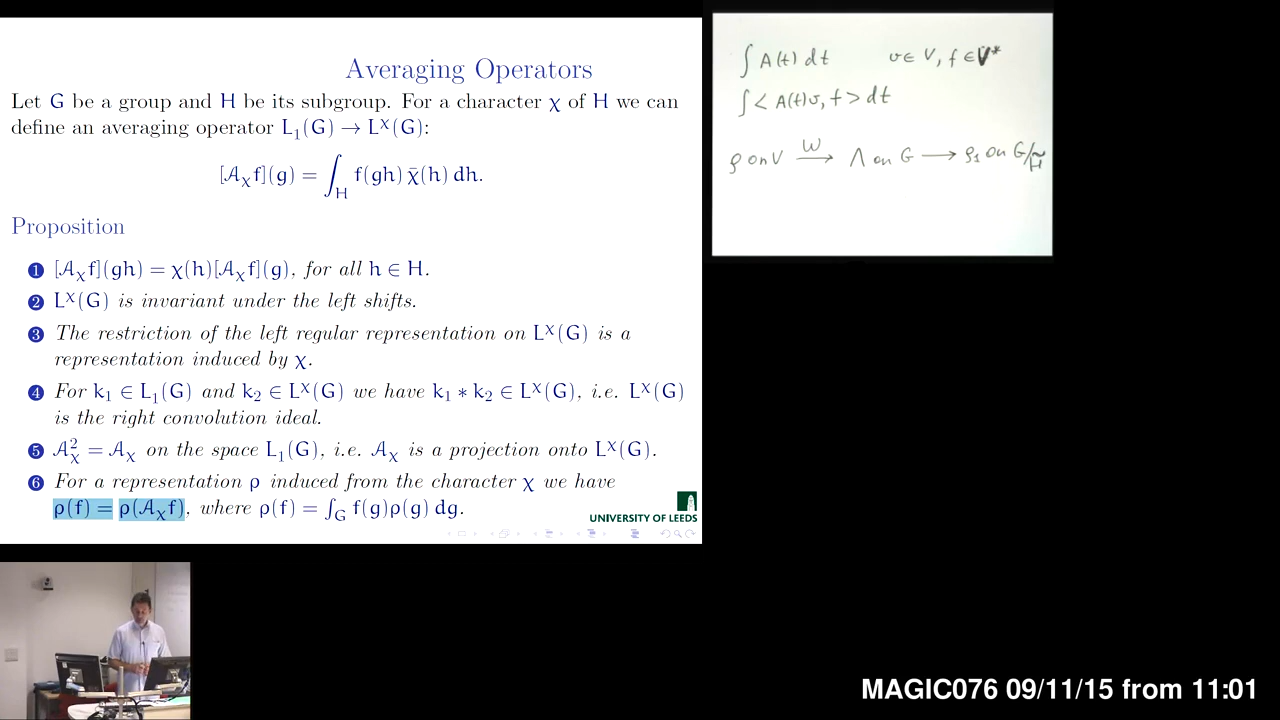 Averaging Operators
Let G be a group and H be its subgroup. For a character χ of H we can
define an averaging operator L₁(G) → L^χ(G):
[𝒜_χ f](g) = ∫_H f(gh) χ̄(h) dh.
Proposition
1 [𝒜_χ f](gh) = χ(h)[𝒜_χ f](g), for all h ∈ H.
2 L^χ(G) is invariant under the left shifts.
3 The restriction of the left regular representation on L^χ(G) is a
representation induced by χ.
4 For k₁ ∈ L₁(G) and k₂ ∈ L^χ(G) we have k₁ ∗ k₂ ∈ L^χ(G), i.e. L^χ(G)
is the right convolution ideal.
5 𝒜_χ² = 𝒜_χ on the space L₁(G), i.e. 𝒜_χ is a projection onto L^χ(G).
6 For a representation ρ induced from the character χ we have
ρ(f) = ρ(𝒜_χ f), where ρ(f) = ∫_G f(g)ρ(g) dg.
UNIVERSITY OF LEEDS
∫ A(t) dt v ∈ V, f ∈ V*
∫ < A(t)v, f > dt
ρ on V →^W Λ on G → ρ₁ on G/H̃
MAGIC076 09/11/15 from 11:01